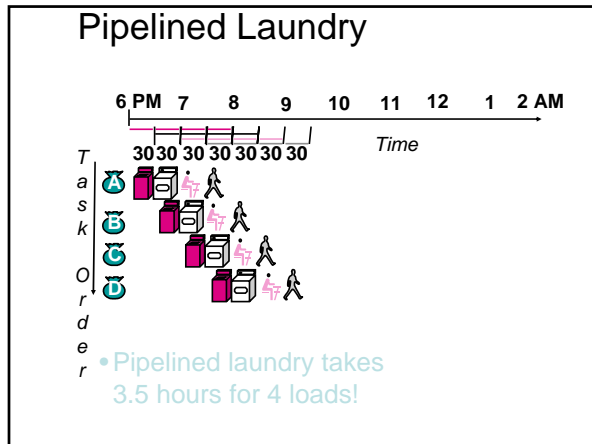 Pipelined Laundry
6 PM 7 8 9 10 11 12 1 2 AM
Time
30 30 30 30 30 30 30
Task Order
A
B
C
D
• Pipelined laundry takes
3.5 hours for 4 loads!